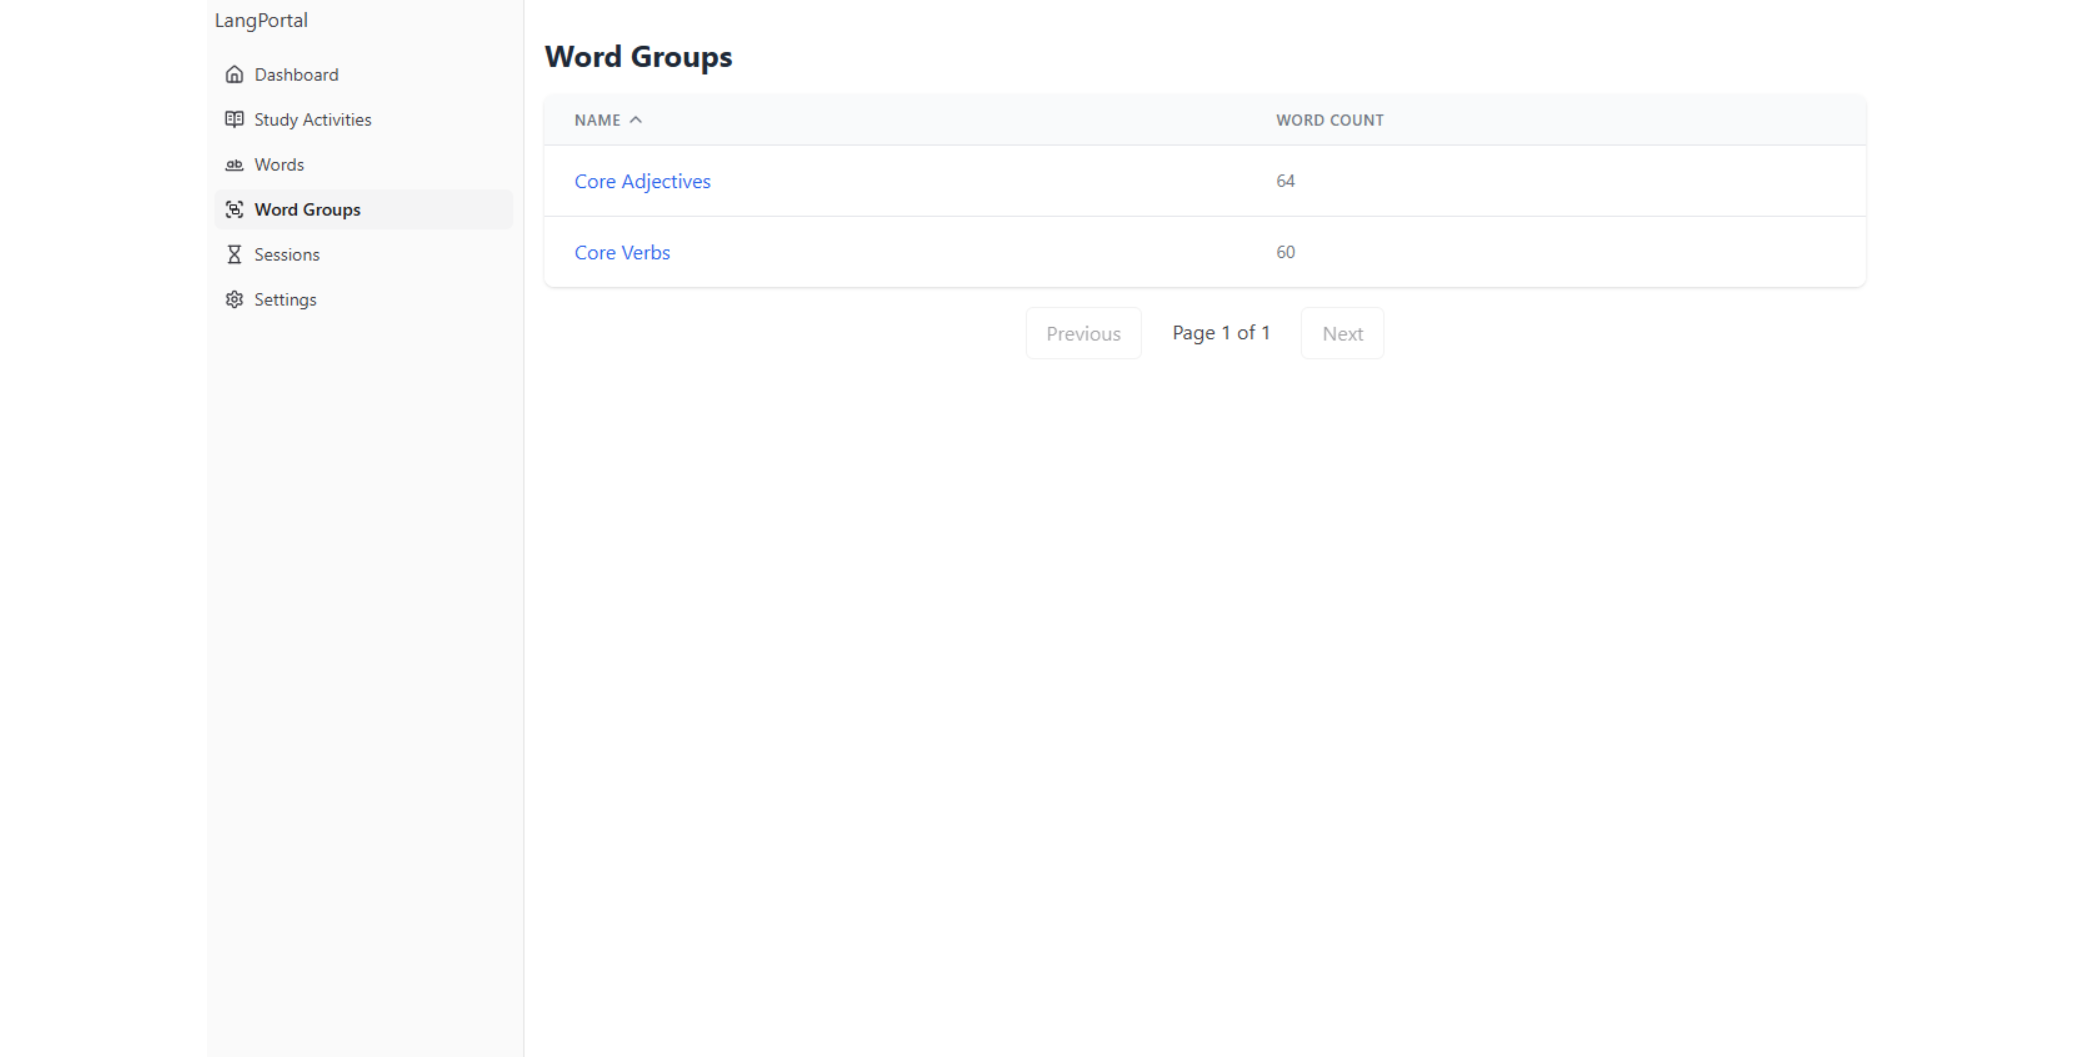 LangPortal
Dashboard
Study Activities
Words
Word Groups
Sessions
Settings
Word Groups
NAME WORD COUNT
Core Adjectives 64
Core Verbs 60
Previous Page 1 of 1 Next